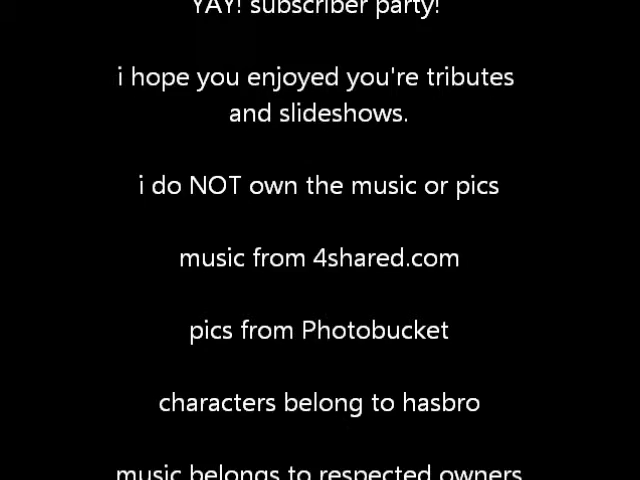 YAY! subscriber party!
i hope you enjoyed you're tributes
and slideshows.
i do NOT own the music or pics
music from 4shared.com
pics from Photobucket
characters belong to hasbro
music belongs to respected owners